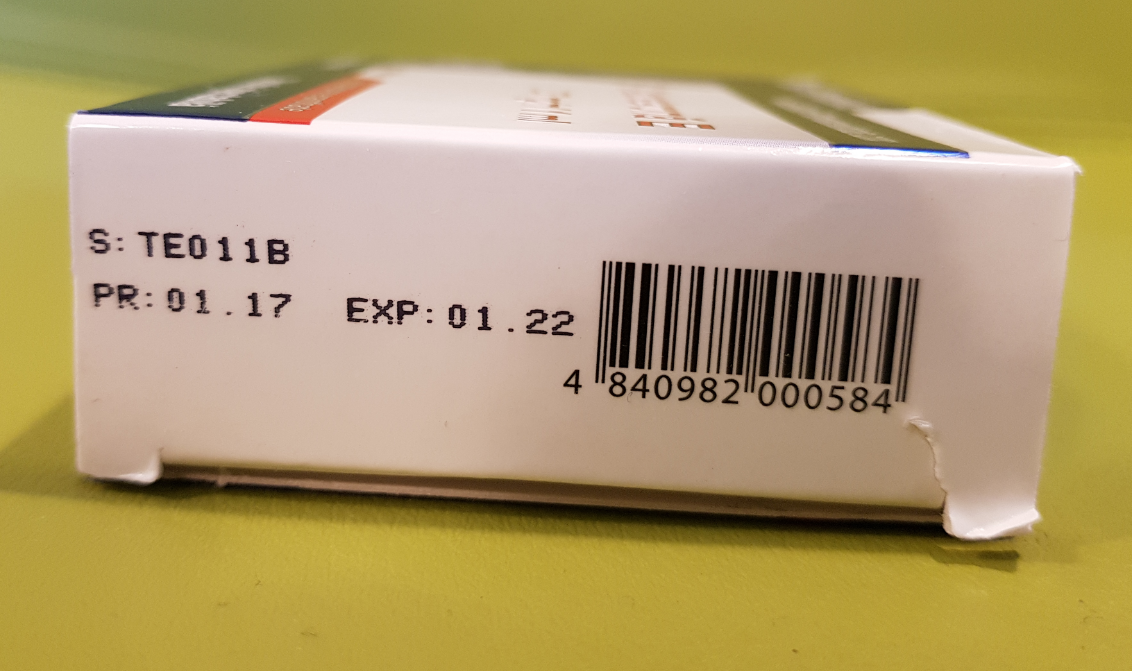 S: TE011B
PR: 01.17 EXP: 01.22
4 840982 000584